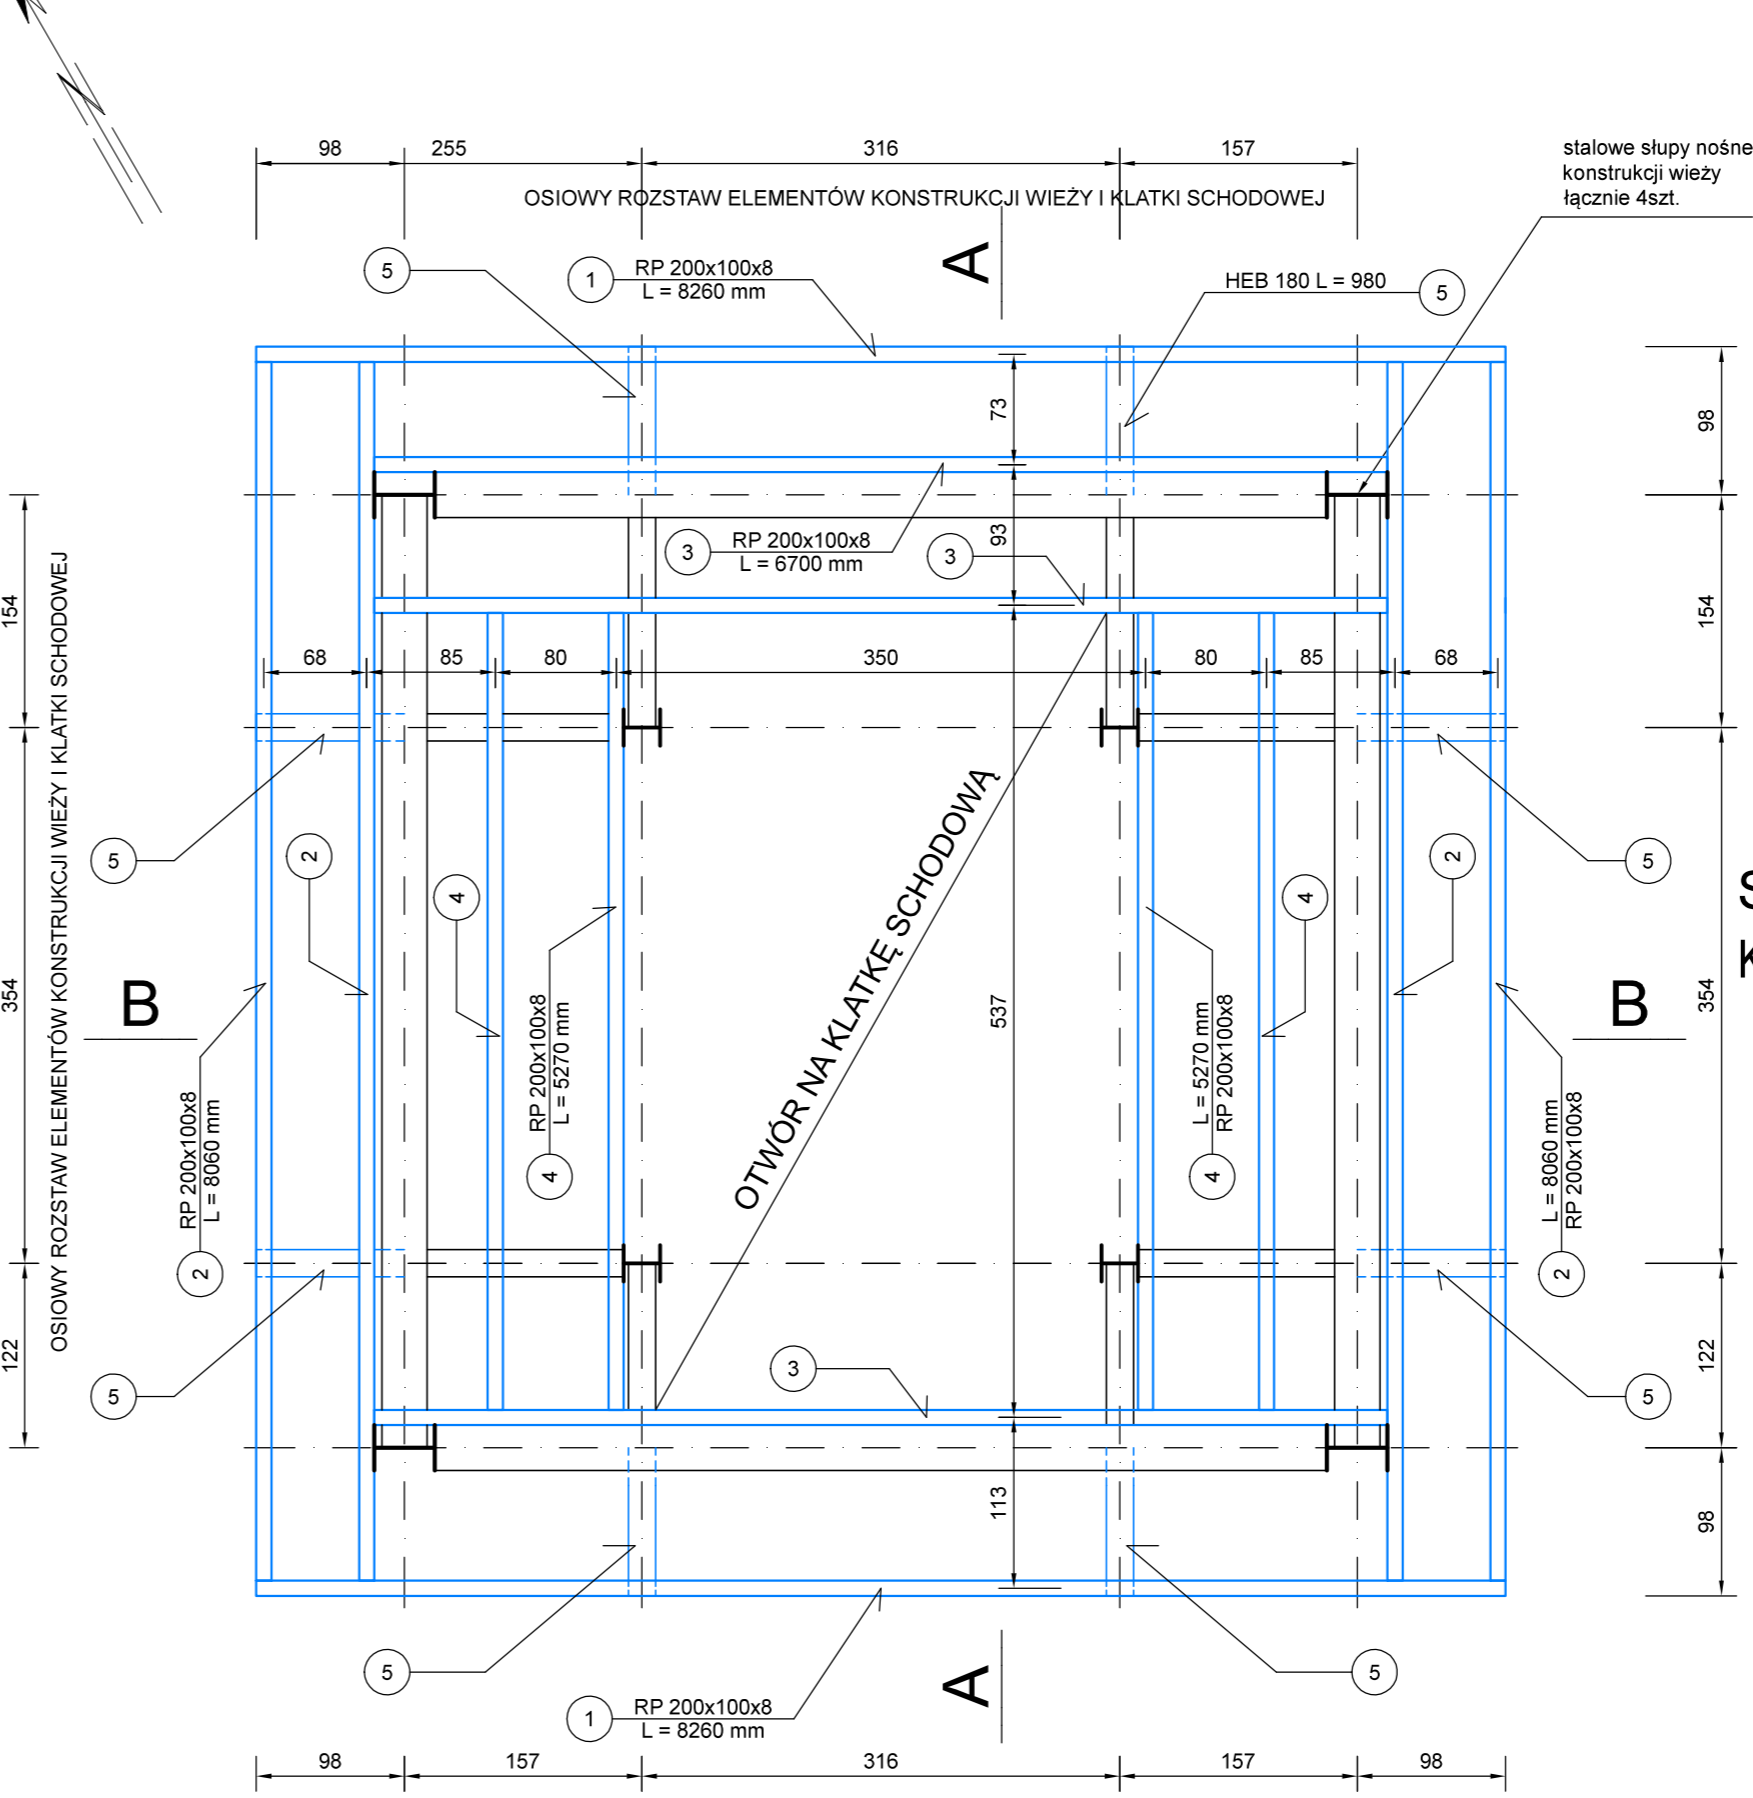 98
255
316
157
stalowe słupy nośne
konstrukcji wieży
łącznie 4szt.
OSIOWY ROZSTAW ELEMENTÓW KONSTRUKCJI WIEŻY I KLATKI SCHODOWEJ
A
5
1
RP 200x100x8
L = 8260 mm
HEB 180 L = 980
5
73
98
3
RP 200x100x8
L = 6700 mm
93
3
154
154
68
85
80
350
80
85
68
OSIOWY ROZSTAW ELEMENTÓW KONSTRUKCJI WIEŻY I KLATKI SCHODOWEJ
5
2
4
OTWÓR NA KLATKĘ SCHODOWĄ
4
2
5
S
K
354
B
537
B
354
RP 200x100x8
L = 8060 mm
2
RP 200x100x8
L = 5270 mm
4
L = 5270 mm
RP 200x100x8
4
L = 8060 mm
RP 200x100x8
2
122
5
3
5
122
113
98
5
A
5
1
RP 200x100x8
L = 8260 mm
98
157
316
157
98